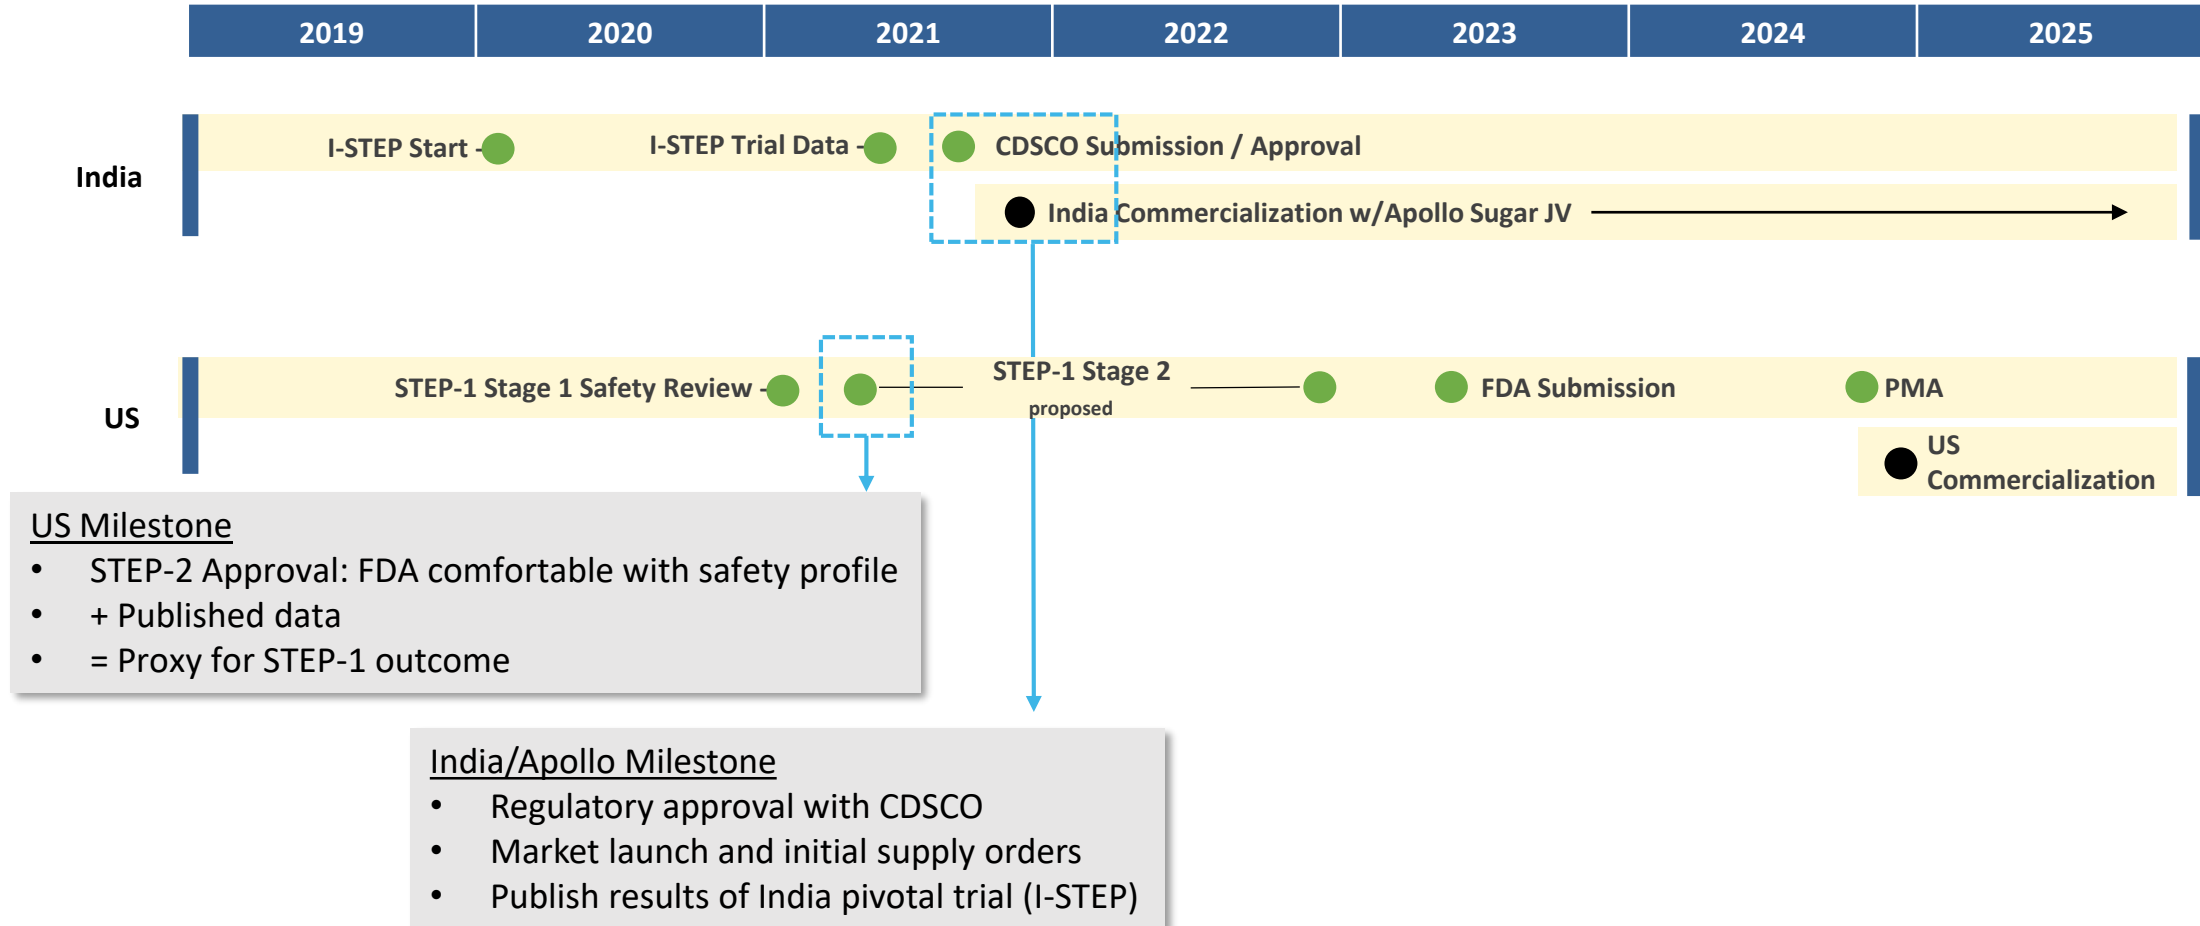 2019 2020 2021 2022 2023 2024 2025
India
I-STEP Start
I-STEP Trial Data
CDSCO Submission / Approval
India Commercialization w/Apollo Sugar JV
US
STEP-1 Stage 1 Safety Review
STEP-1 Stage 2
proposed
FDA Submission
PMA
US
Commercialization
US Milestone
• STEP-2 Approval: FDA comfortable with safety profile
• + Published data
• = Proxy for STEP-1 outcome
India/Apollo Milestone
• Regulatory approval with CDSCO
• Market launch and initial supply orders
• Publish results of India pivotal trial (I-STEP)